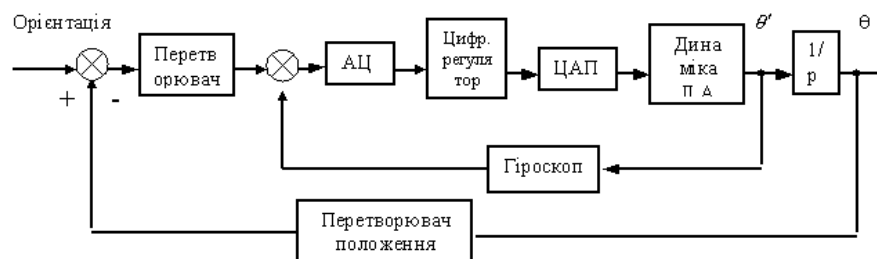 Орієнтація
θ'
θ
Перетв
орювач
АЦ
Цифр.
регуля
тор
ЦАП
Дина
міка
П А
1/
р
+
-
Гіроскоп
Перетворювач
положення